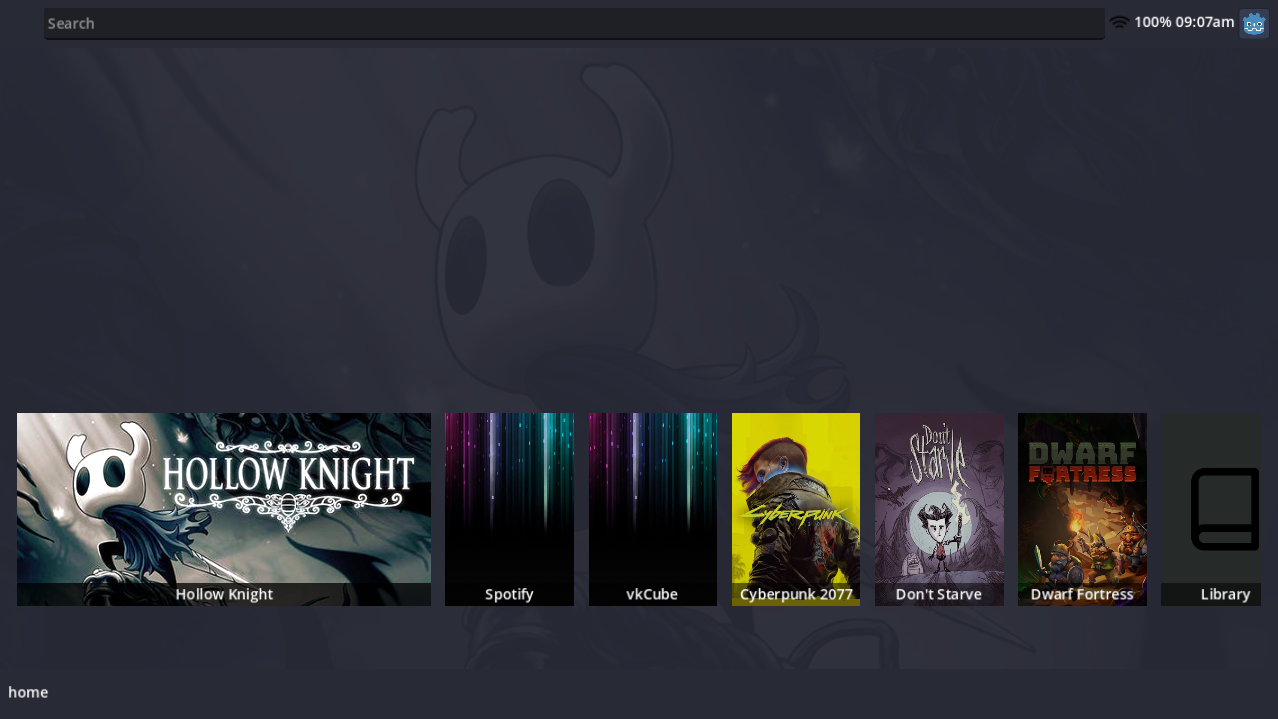 Search
100% 09:07am
HOLLOW KNIGHT
Hollow Knight
Spotify
vkCube
Cyberpunk
Cyberpunk 2077
Don't
Starve
Don't Starve
DWARF
FORTRESS
Dwarf Fortress
Library
home